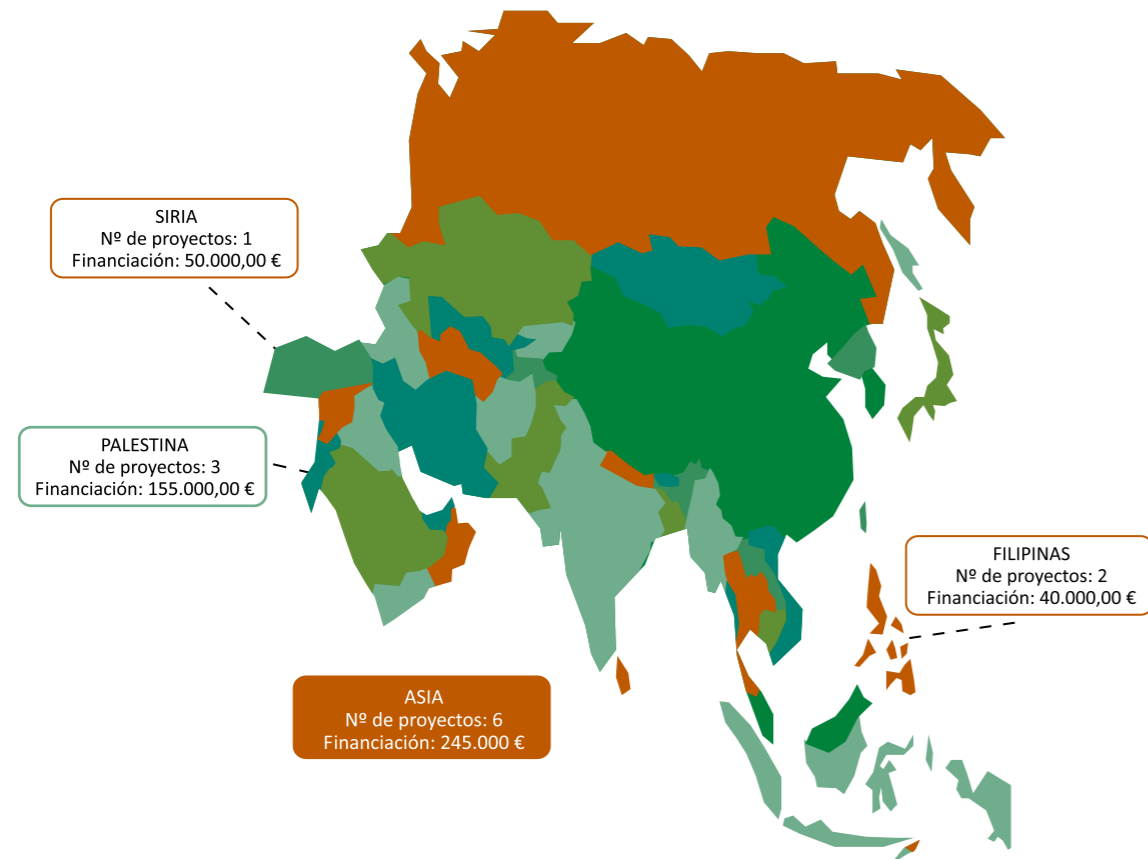 SIRIA
Nº de proyectos: 1
Financiación: 50.000,00 €
PALESTINA
Nº de proyectos: 3
Financiación: 155.000,00 €
FILIPINAS
Nº de proyectos: 2
Financiación: 40.000,00 €
ASIA
Nº de proyectos: 6
Financiación: 245.000 €